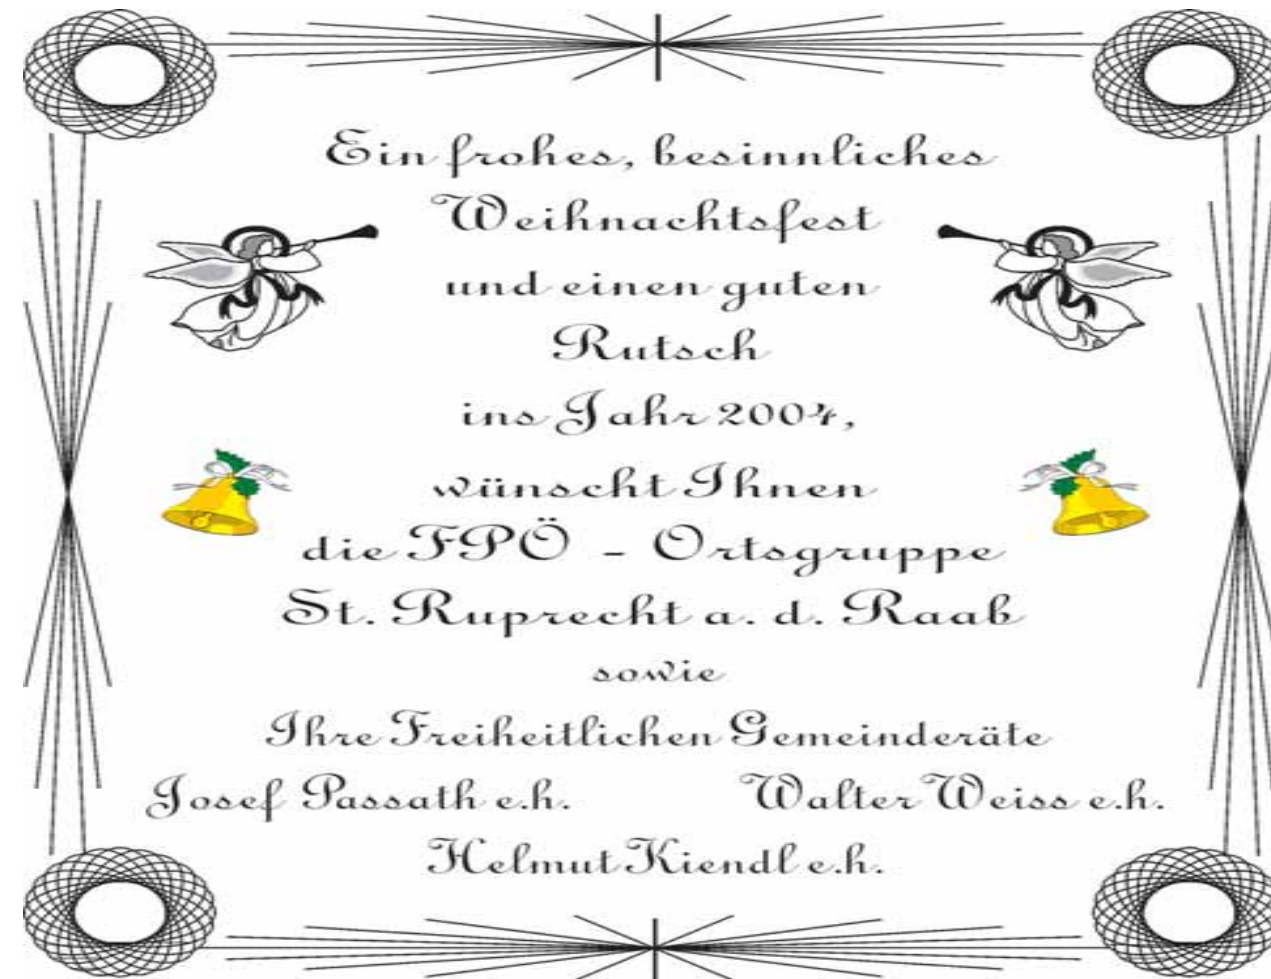 Ein frohes, besinnliches
Weihnachtsfest
und einen guten
Rutsch
ins Jahr 2004,
wünscht Ihnen
die FPÖ - Ortsgruppe
St. Ruprecht a. d. Raab
sowie
Ihre Freiheitlichen Gemeinderäte
Josef Passath e.h. Walter Weiss e.h.
Helmut Kiendl e.h.